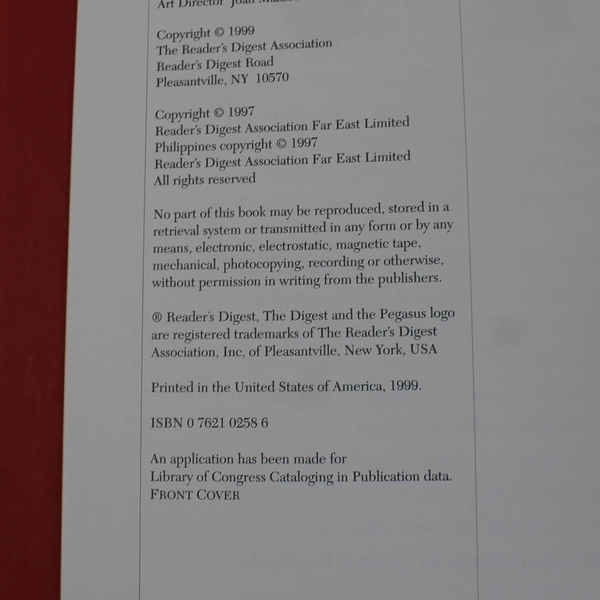 Art Director Joan
Copyright © 1999
The Reader's Digest Association
Reader's Digest Road
Pleasantville, NY 10570
Copyright © 1997
Reader's Digest Association Far East Limited
Philippines copyright © 1997
Reader's Digest Association Far East Limited
All rights reserved
No part of this book may be reproduced, stored in a
retrieval system or transmitted in any form or by any
means, electronic, electrostatic, magnetic tape,
mechanical, photocopying, recording or otherwise,
without permission in writing from the publishers.
® Reader's Digest, The Digest and the Pegasus logo
are registered trademarks of The Reader's Digest
Association, Inc, of Pleasantville, New York, USA
Printed in the United States of America, 1999.
ISBN 0 7621 0258 6
An application has been made for
Library of Congress Cataloging in Publication data.
FRONT COVER